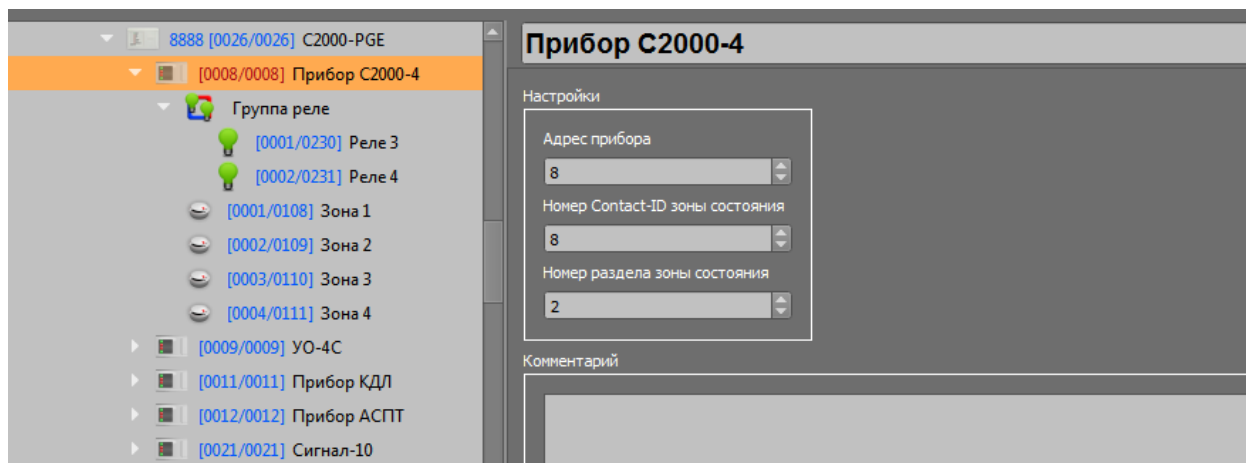 8888 [0026/0026] C2000-PGE
[0008/0008] Прибор С2000-4
Группа реле
[0001/0230] Реле 3
[0002/0231] Реле 4
[0001/0108] Зона 1
[0002/0109] Зона 2
[0003/0110] Зона 3
[0004/0111] Зона 4
[0009/0009] УО-4С
[0011/0011] Прибор КДЛ
[0012/0012] Прибор АСПТ
[0021/0021] Сигнал-10
Прибор С2000-4
Настройки
Адрес прибора
8
Номер Contact-ID зоны состояния
8
Номер раздела зоны состояния
2
Комментарий